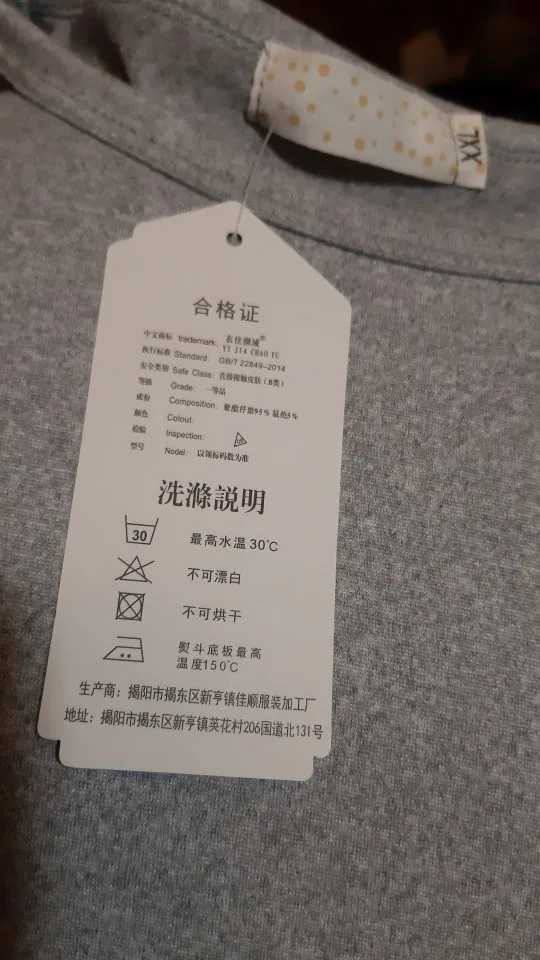 XXL
合格证
中文商标 trademark: 衣佳潮域®
YI JIA CHAO YU
执行标准 Standard: GB/T 22849-2014
安全类别 Safe Class: 直接接触皮肤（B类）
等级 Grade: 一等品
成份 Composition: 聚酯纤维95% 氨纶5%
颜色 Colout:
检验 Inspection:
型号 Nodel: 以领标码数为准
洗滌説明
30 最高水温30℃
不可漂白
不可烘干
熨斗底板最高
温度150℃
生产商：揭阳市揭东区新亨镇佳顺服装加工厂
地址：揭阳市揭东区新亨镇英花村206国道北131号